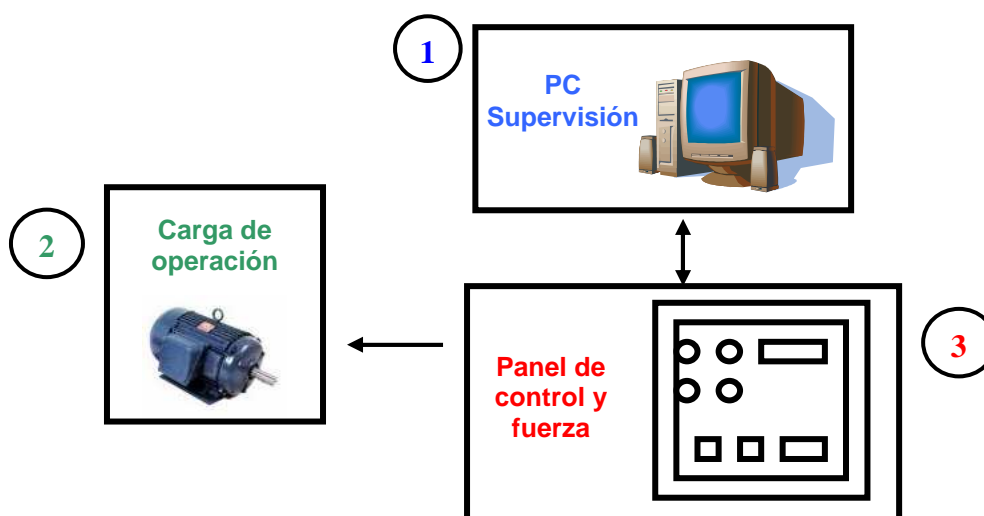 1
PC
Supervisión
2
Carga de
operación
3
Panel de
control y
fuerza